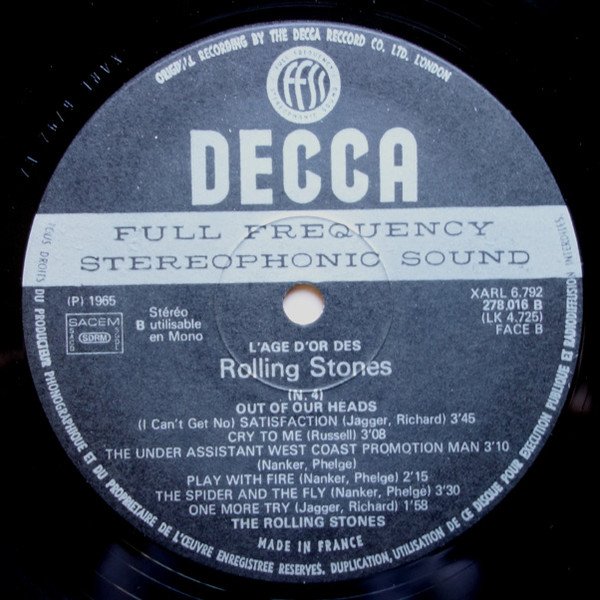 ORIGINAL RECORDING BY THE DECCA RECCORD CO. LTD. LONDON
FULL FREQUENCY
STEREOPHONIC SOUND
FFSS
DECCA
FULL FREQUENCY
STEREOPHONIC SOUND
(P) 1965
SACEM
SDRM
Stéréo
B utilisable
en Mono
XARL 6.792
278.016 B
(LK 4.725)
FACE B
L'AGE D'OR DES
Rolling Stones
(N. 4)
OUT OF OUR HEADS
(I Can't Get No) SATISFACTION (Jagger, Richard) 3'45
CRY TO ME (Russell) 3'08
THE UNDER ASSISTANT WEST COAST PROMOTION MAN 3'10
(Nanker, Phelge)
PLAY WITH FIRE (Nanker, Phelge) 2'15
THE SPIDER AND THE FLY (Nanker, Phelge) 3'30
ONE MORE TRY (Jagger, Richard) 1'58
THE ROLLING STONES
MADE IN FRANCE
TOUS DROITS DU PRODUCTEUR PHONOGRAPHIQUE ET DU PROPRIETAIRE DE L'ŒUVRE ENREGISTREE RESERVES. DUPLICATION, UTILISATION DE CE DISQUE POUR EXECUTION PUBLIQUE ET RADIODIFFUSION INTERDITES.